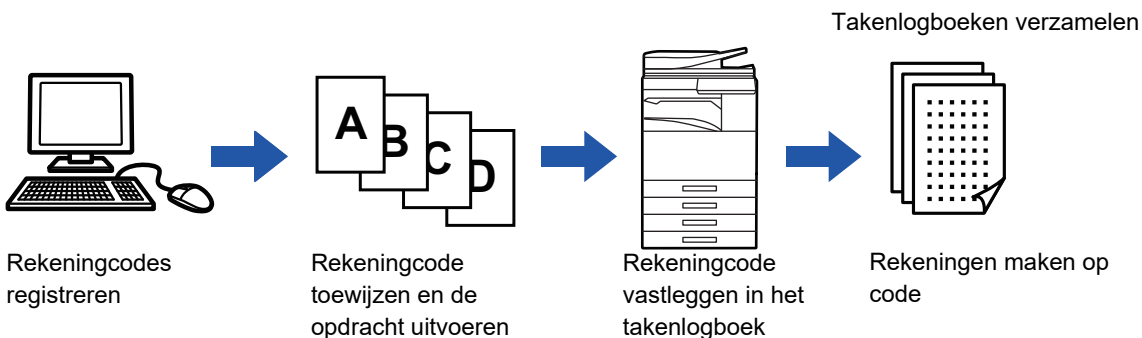 Takenlogboeken verzamelen
A
B
C
D
Rekeningcodes
registreren
Rekeningcode
toewijzen en de
opdracht uitvoeren
Rekeningcode
vastleggen in het
takenlogboek
Rekeningen maken op
code